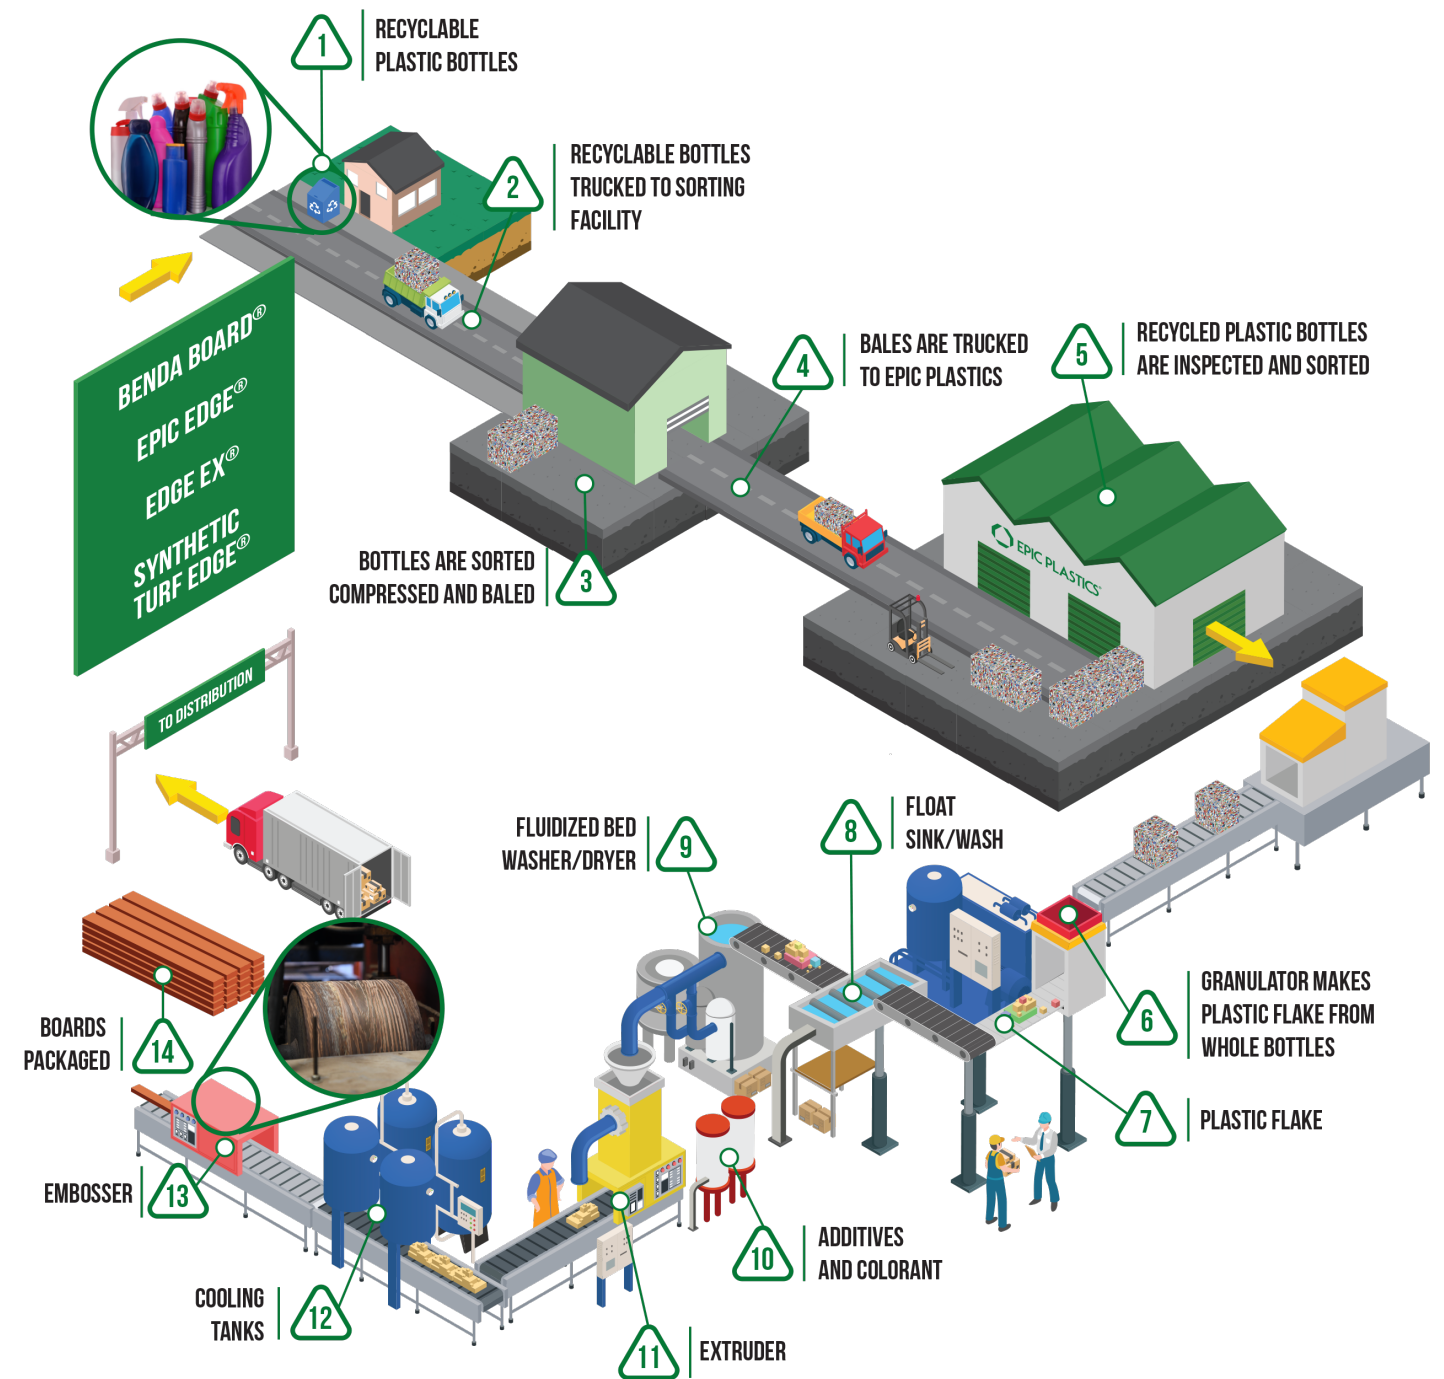 1
RECYCLABLE
PLASTIC BOTTLES
2
RECYCLABLE BOTTLES
TRUCKED TO SORTING
FACILITY
BENDA BOARD®
EPIC EDGE®
EDGE EX®
SYNTHETIC
TURF EDGE®
BOTTLES ARE SORTED
COMPRESSED AND BALED
3
4
BALES ARE TRUCKED
TO EPIC PLASTICS
5
RECYCLED PLASTIC BOTTLES
ARE INSPECTED AND SORTED
EPIC PLASTICS
GRANULATOR MAKES
PLASTIC FLAKE FROM
WHOLE BOTTLES
6
7
PLASTIC FLAKE
8
FLOAT
SINK/WASH
FLUIDIZED BED
WASHER/DRYER
9
10
ADDITIVES
AND COLORANT
11
EXTRUDER
COOLING
TANKS
12
EMBOSSER
13
BOARDS
PACKAGED
14
TO DISTRIBUTION